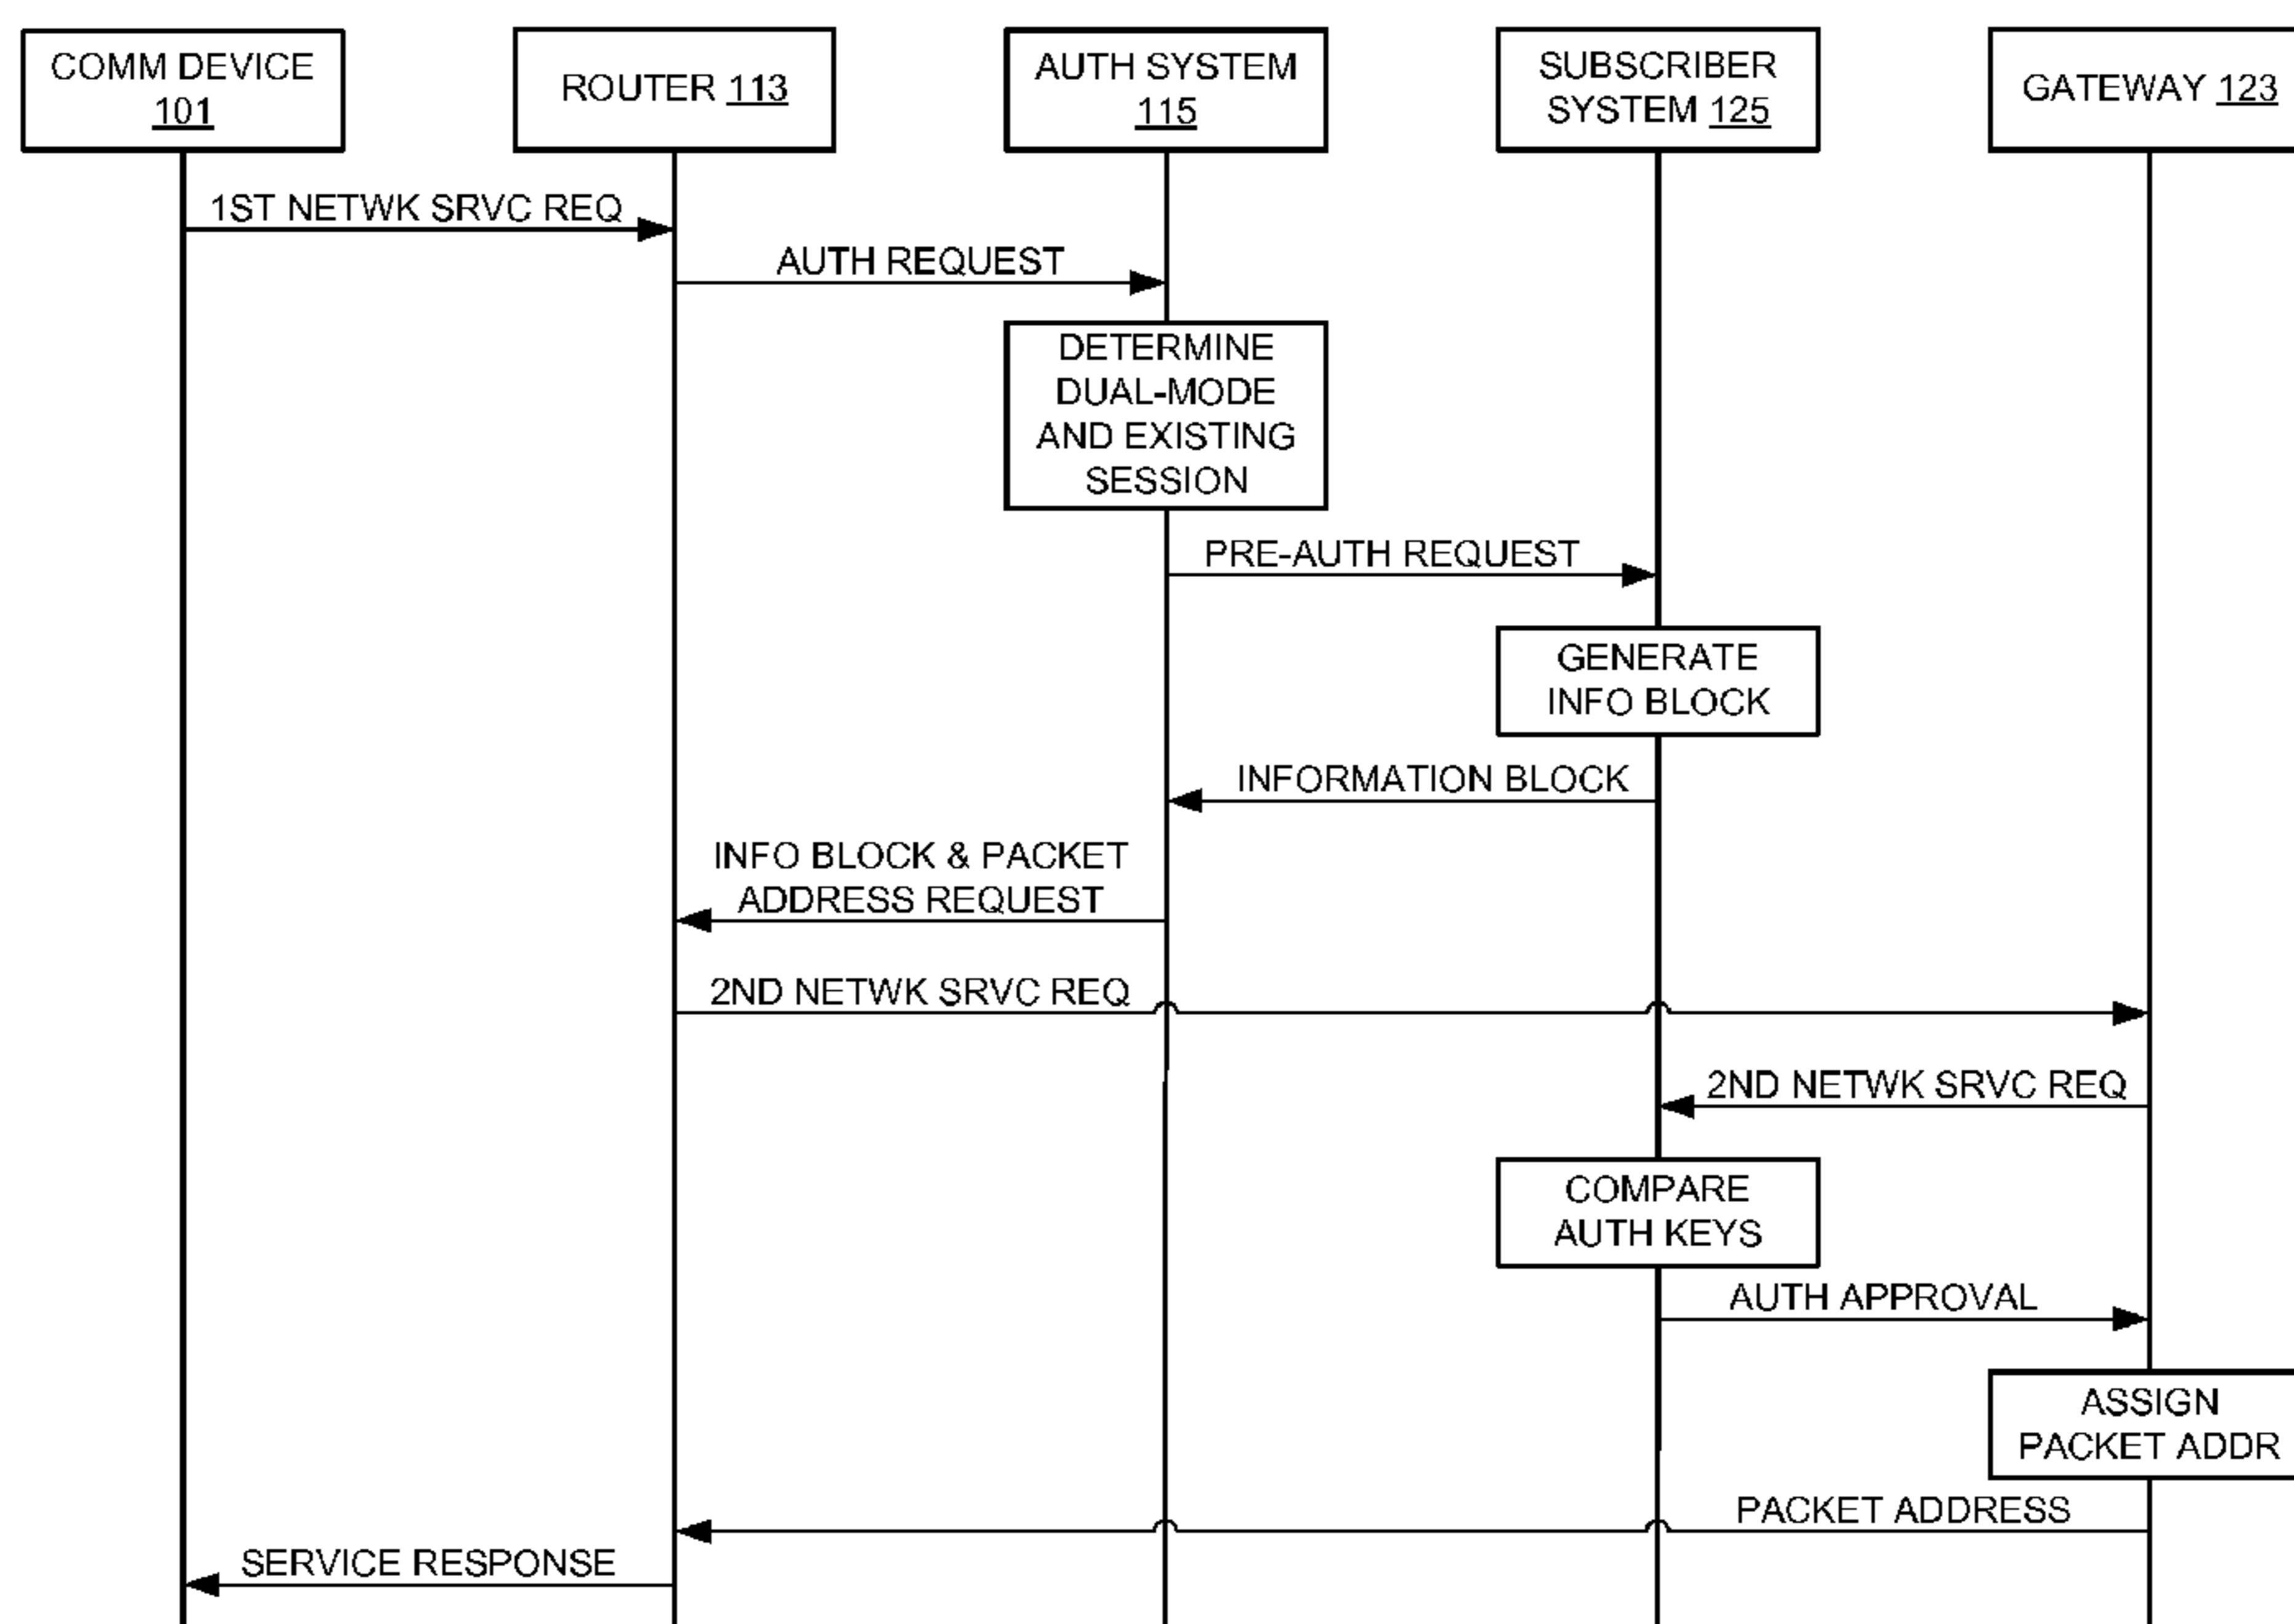 COMM DEVICE
101
ROUTER 113
AUTH SYSTEM
115
SUBSCRIBER
SYSTEM 125
GATEWAY 123
1ST NETWK SRVC REQ
AUTH REQUEST
DETERMINE
DUAL-MODE
AND EXISTING
SESSION
PRE-AUTH REQUEST
GENERATE
INFO BLOCK
INFORMATION BLOCK
INFO BLOCK & PACKET
ADDRESS REQUEST
2ND NETWK SRVC REQ
2ND NETWK SRVC REQ
COMPARE
AUTH KEYS
AUTH APPROVAL
ASSIGN
PACKET ADDR
PACKET ADDRESS
SERVICE RESPONSE